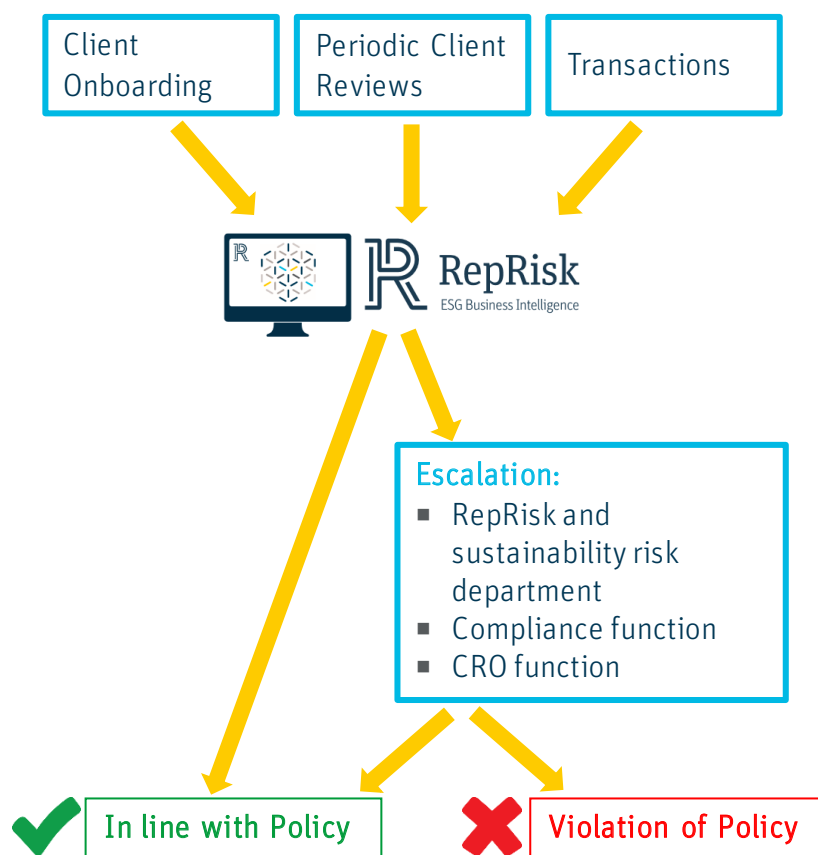 Client
Onboarding
Periodic Client
Reviews
Transactions
R
R RepRisk
ESG Business Intelligence
Escalation:
▪ RepRisk and
sustainability risk
department
▪ Compliance function
▪ CRO function
In line with Policy
Violation of Policy